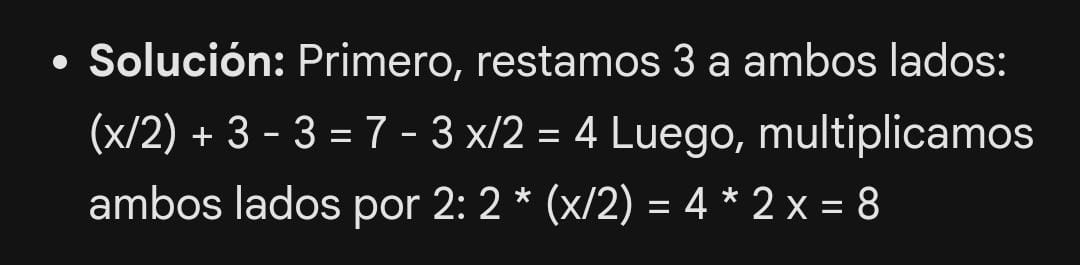 • Solución: Primero, restamos 3 a ambos lados:
(x/2) + 3 - 3 = 7 - 3 x/2 = 4 Luego, multiplicamos
ambos lados por 2: 2 * (x/2) = 4 * 2 x = 8